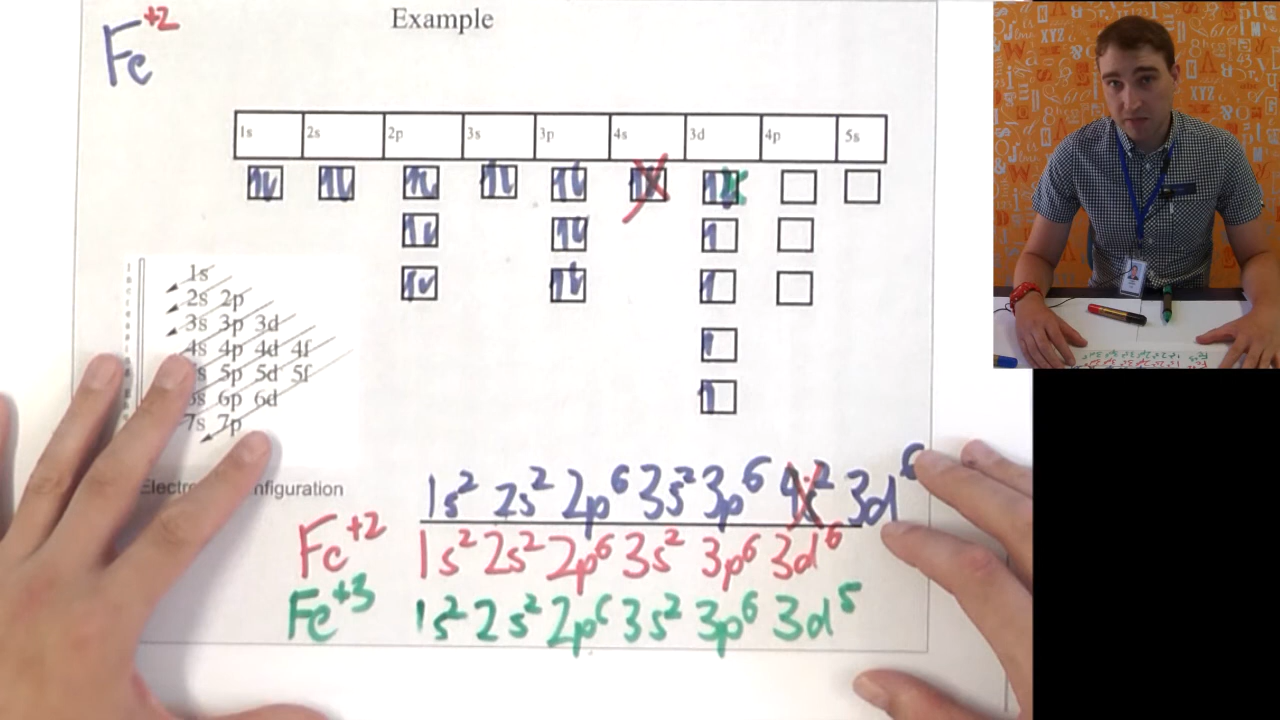 Fe+2
Example
1s 2s 2p 3s 3p 4s 3d 4p 5s
1s
2s 2p
3s 3p 3d
4s 4p 4d 4f
5p 5d 5f
6p 6d
7s 7p
1s² 2s² 2p⁶ 3s² 3p⁶ 4s² 3d⁶
Fe+2 1s² 2s² 2p⁶ 3s² 3p⁶ 3d⁶
Fe+3 1s² 2s² 2p⁶ 3s² 3p⁶ 3d⁵